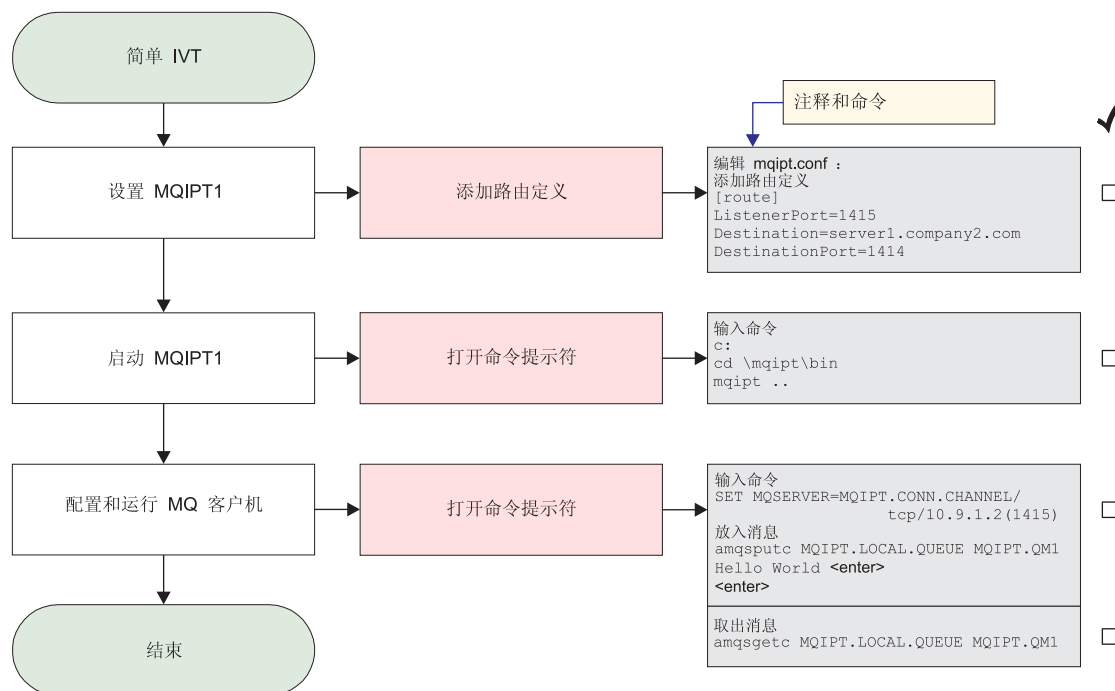 简单 IVT
注释和命令
设置 MQIPT1
添加路由定义
编辑 mqipt.conf :
添加路由定义
[route]
ListenerPort=1415
Destination=server1.company2.com
DestinationPort=1414
启动 MQIPT1
打开命令提示符
输入命令
c:
cd \mqipt\bin
mqipt ..
配置和运行 MQ 客户机
打开命令提示符
输入命令
SET MQSERVER=MQIPT.CONN.CHANNEL/
tcp/10.9.1.2(1415)
放入消息
amqsputc MQIPT.LOCAL.QUEUE MQIPT.QM1
Hello World <enter>
<enter>
取出消息
amqsgetc MQIPT.LOCAL.QUEUE MQIPT.QM1
结束